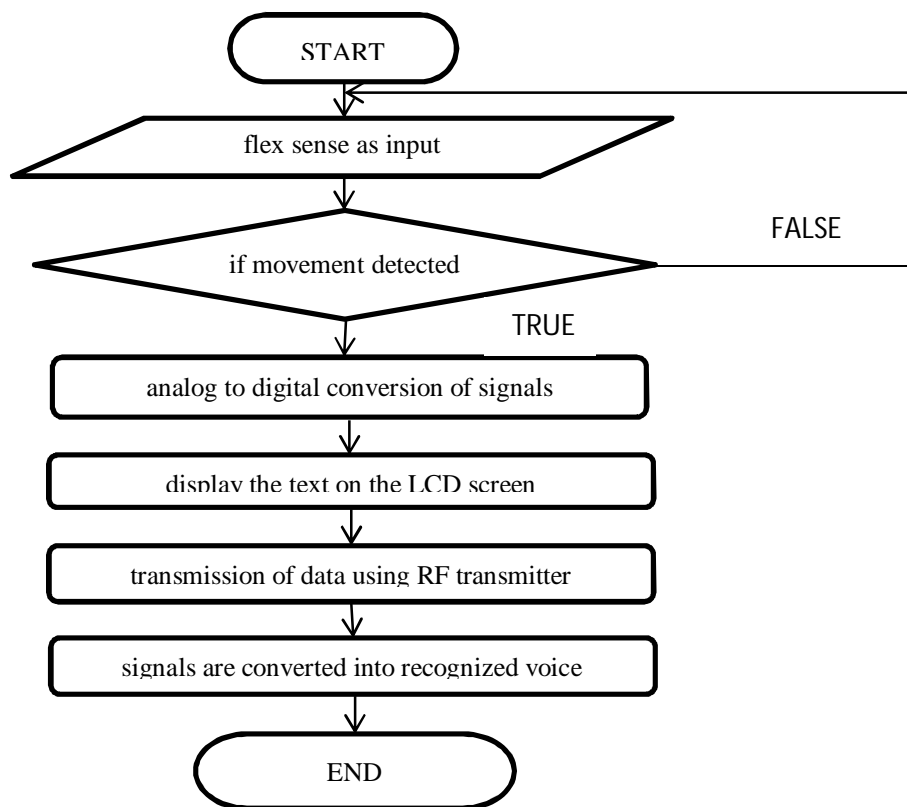 START
flex sense as input
if movement detected
FALSE
TRUE
analog to digital conversion of signals
display the text on the LCD screen
transmission of data using RF transmitter
signals are converted into recognized voice
END